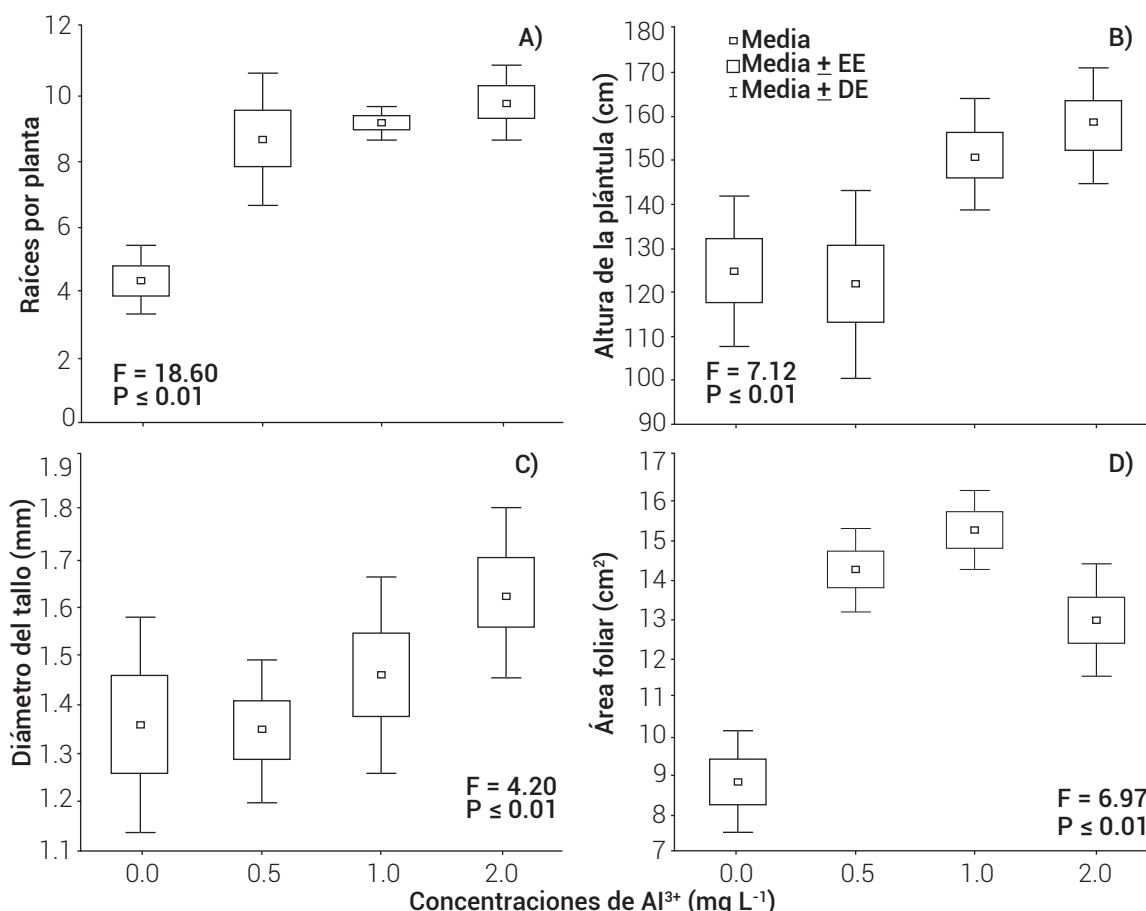 A)
Raíces por planta
12
10
8
6
4
2
0
F = 18.60
P ≤ 0.01
B)
Media
Media ± EE
Media ± DE
Altura de la plántula (cm)
180
170
160
150
140
130
120
110
100
90
F = 7.12
P ≤ 0.01
C)
Diámetro del tallo (mm)
1.9
1.8
1.7
1.6
1.5
1.4
1.3
1.2
1.1
F = 4.20
P ≤ 0.01
0.0 0.5 1.0 2.0
D)
Área foliar (cm²)
17
16
15
14
13
12
11
10
9
8
7
F = 6.97
P ≤ 0.01
0.0 0.5 1.0 2.0
Concentraciones de Al³⁺ (mg L⁻¹)